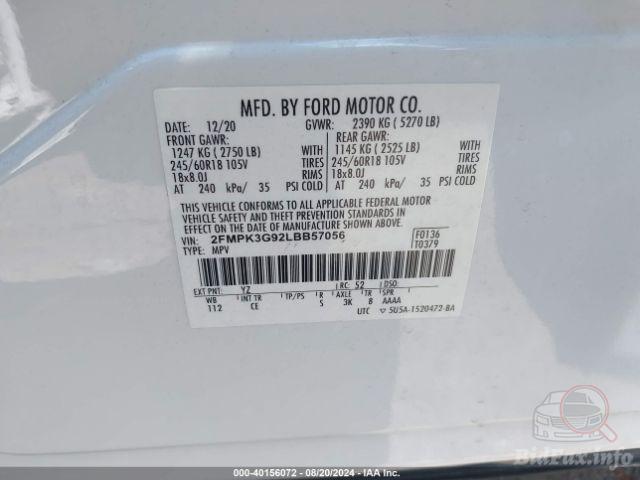 MFD. BY FORD MOTOR CO.
DATE: 12/20 GVWR: 2390 KG ( 5270 LB)
FRONT GAWR: REAR GAWR:
1247 KG ( 2750 LB) WITH 1145 KG ( 2525 LB) WITH
245/60R18 105V TIRES 245/60R18 105V TIRES
18x8.0J RIMS 18x8.0J RIMS
AT 240 kPa/ 35 PSI COLD AT 240 kPa/ 35 PSI COLD
THIS VEHICLE CONFORMS TO ALL APPLICABLE FEDERAL MOTOR
VEHICLE SAFETY AND THEFT PREVENTION STANDARDS IN
EFFECT ON THE DATE OF MANUFACTURE SHOWN ABOVE.
VIN: 2FMPK3G92LBB57056 F0136
TYPE: MPV T0379
EXT PNT: YZ RC: 52 DSO:
WB INT TR TP/PS R AXLE TR SPR
112 CE S 3K 8 AAAA
UTC ▽ 5U5A-1520472-BA
BidFax.info
000-40156072 - 08/20/2024 - IAA Inc.